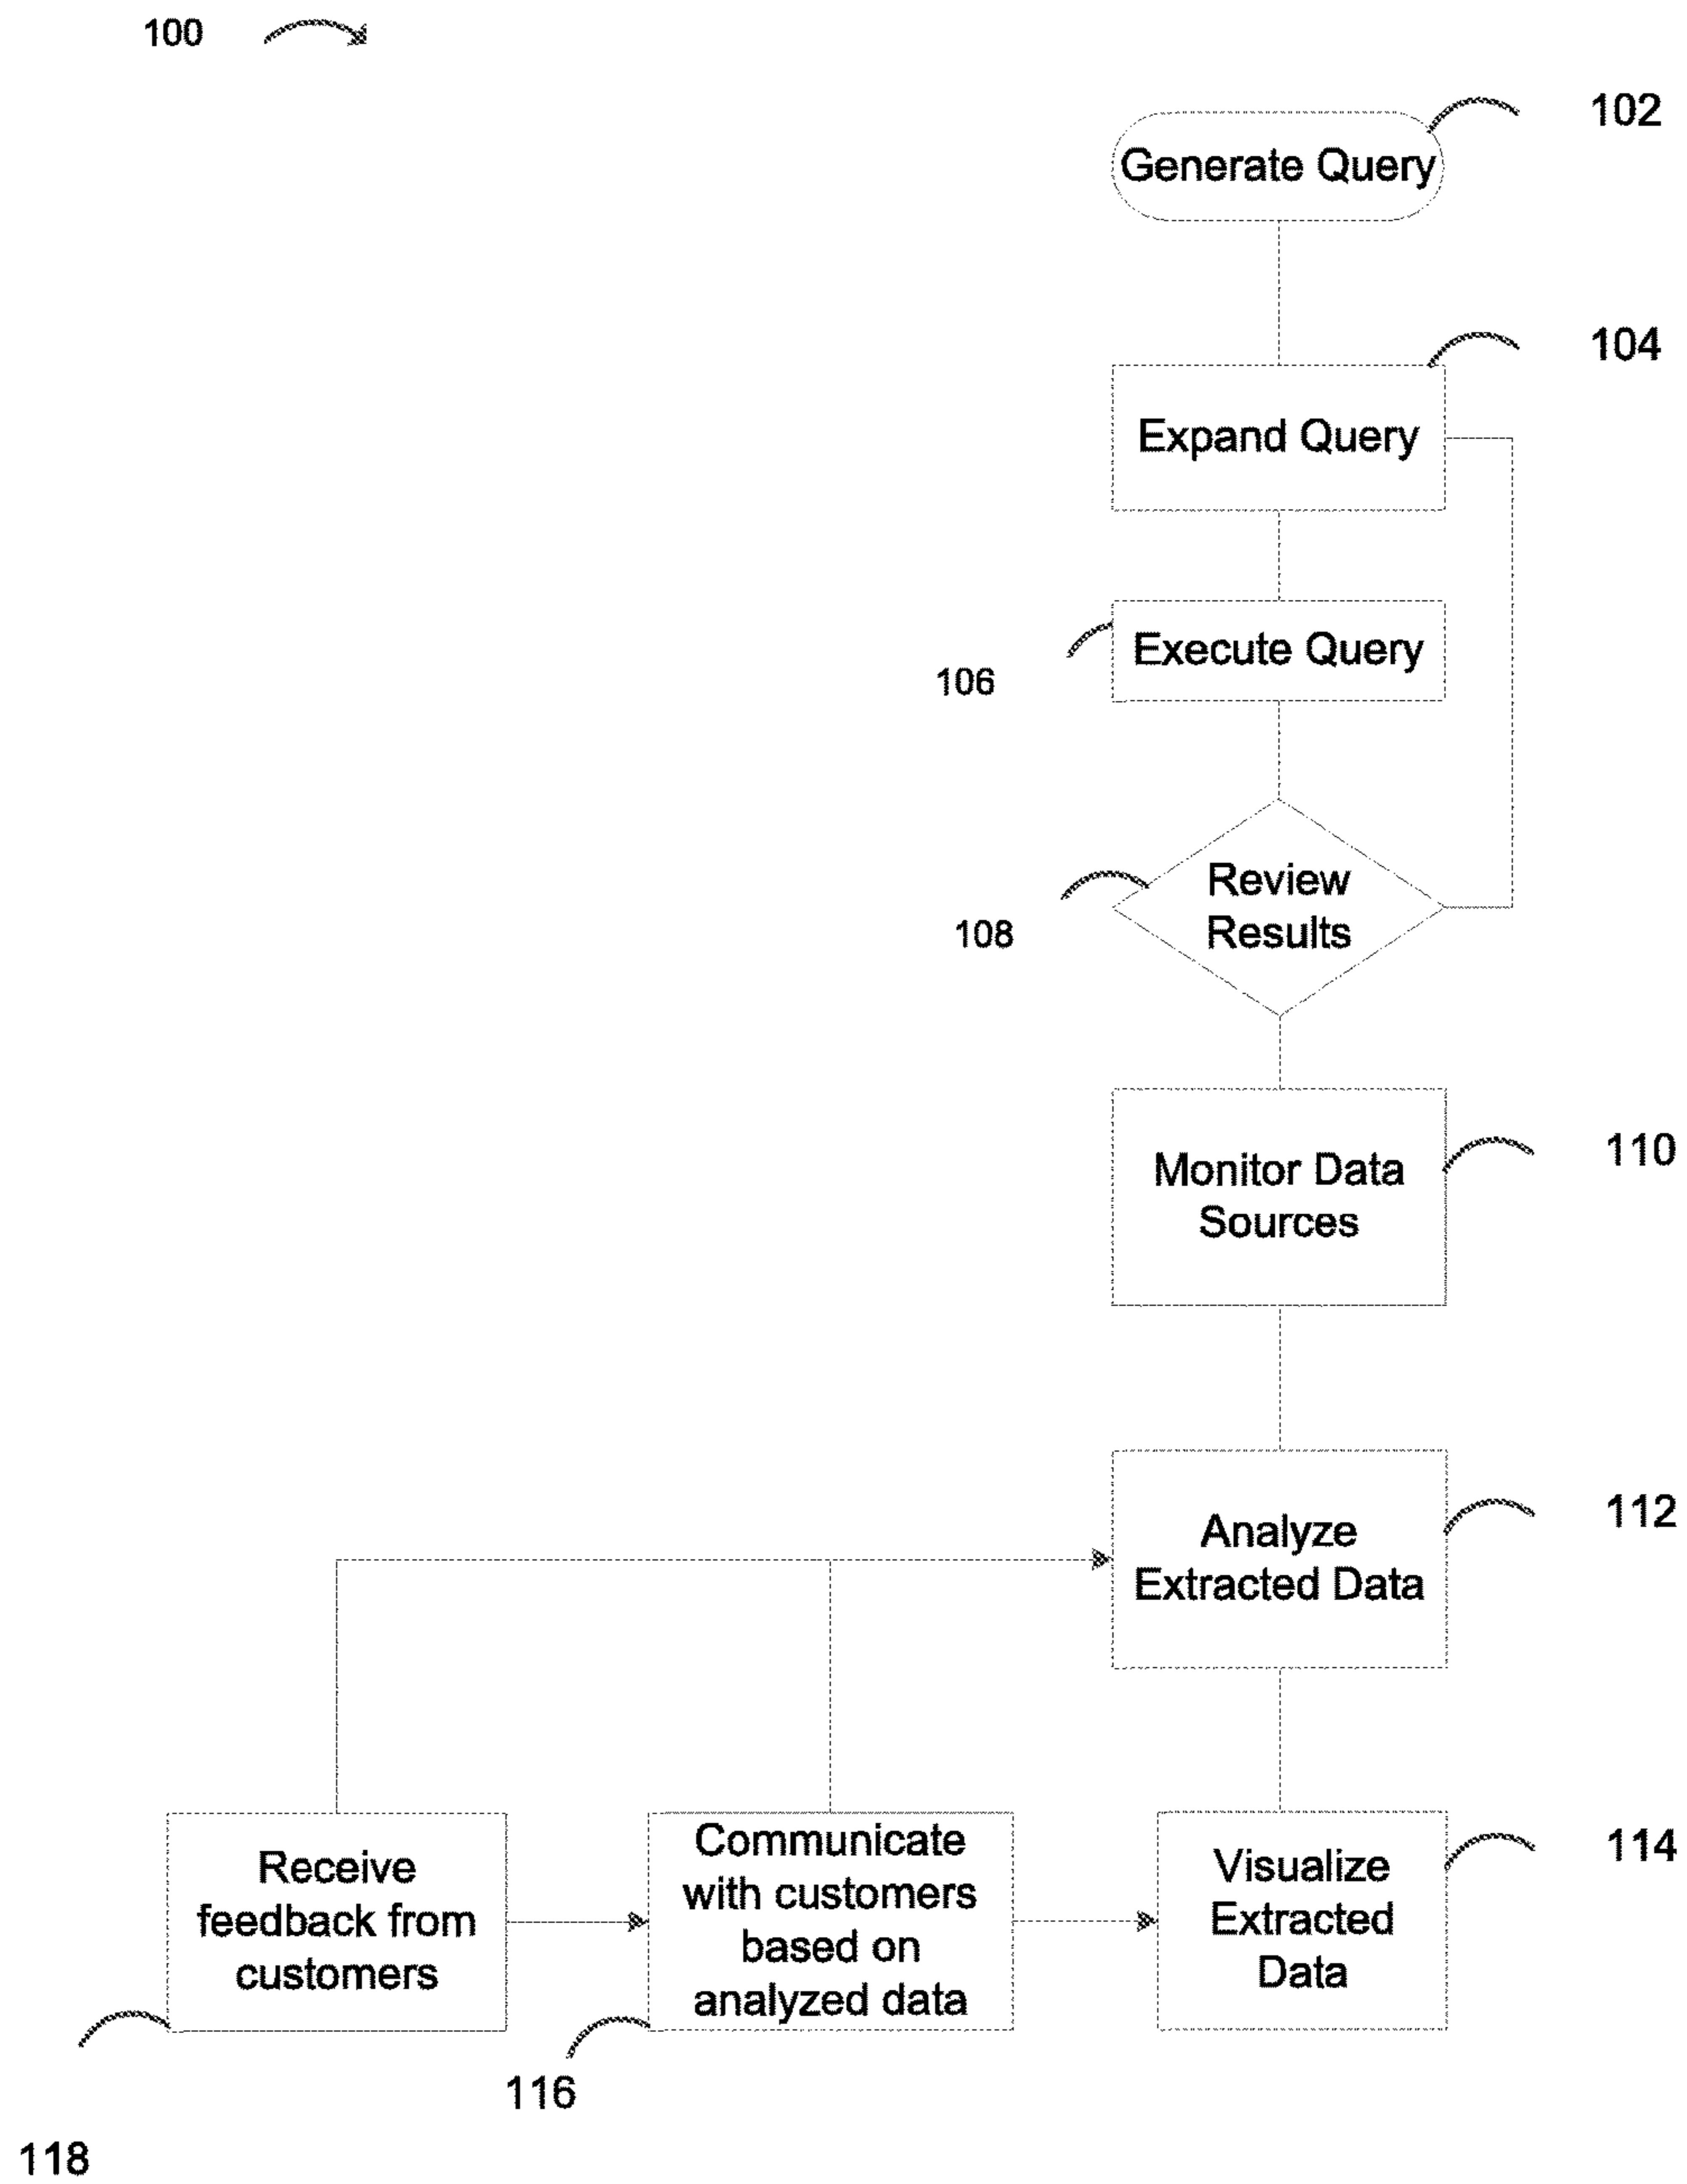 100
102
Generate Query
104
Expand Query
106
Execute Query
108
Review
Results
110
Monitor Data
Sources
112
Analyze
Extracted Data
114
Visualize
Extracted
Data
Communicate
with customers
based on
analyzed data
116
Receive
feedback from
customers
118